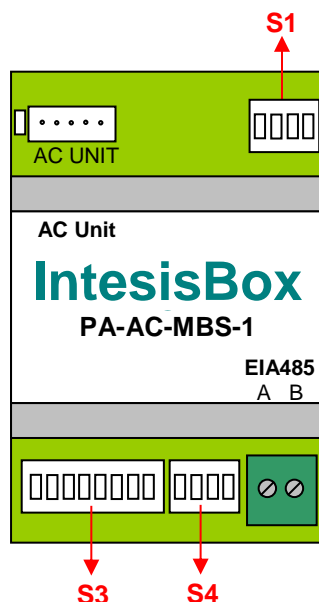 S1
AC UNIT
AC Unit
IntesisBox
PA-AC-MBS-1
EIA485
A B
S3 S4